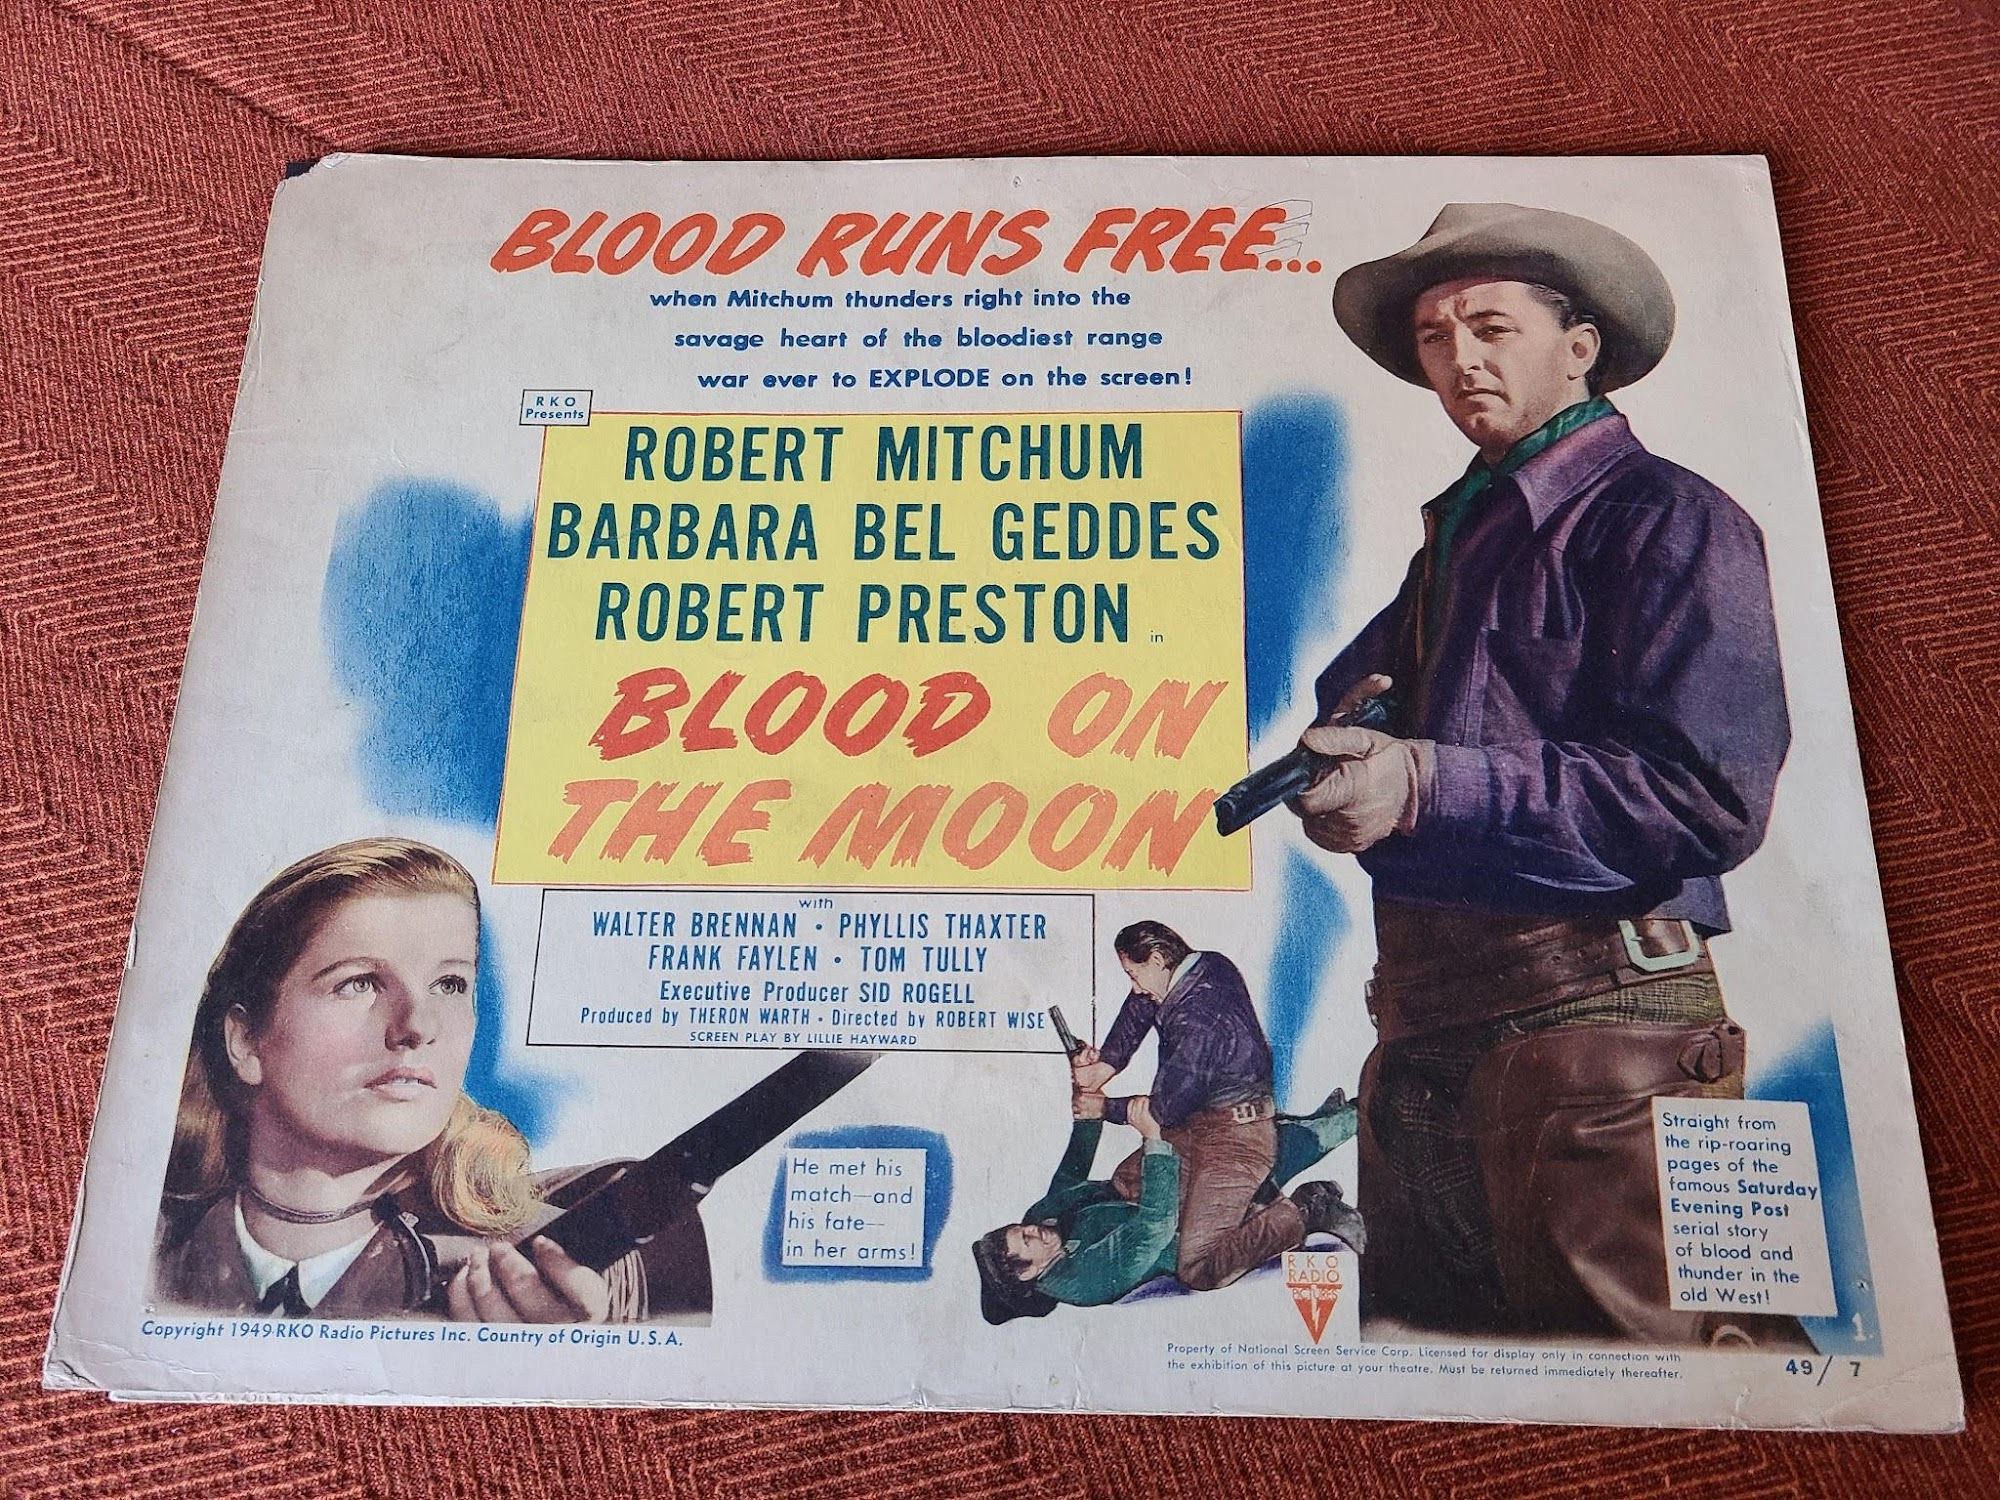 BLOOD RUNS FREE...
when Mitchum thunders right into the
savage heart of the bloodiest range
war ever to EXPLODE on the screen!
RKO
Presents
ROBERT MITCHUM
BARBARA BEL GEDDES
ROBERT PRESTON in
BLOOD ON
THE MOON
with
WALTER BRENNAN • PHYLLIS THAXTER
FRANK FAYLEN • TOM TULLY
Executive Producer SID ROGELL
Produced by THERON WARTH • Directed by ROBERT WISE
SCREEN PLAY BY LILLIE HAYWARD
He met his
match—and
his fate—
in her arms!
RKO
RADIO
PICTURES
Straight from
the rip-roaring
pages of the
famous Saturday
Evening Post
serial story
of blood and
thunder in the
old West!
1.
Copyright 1949 RKO Radio Pictures Inc. Country of Origin U.S.A.
Property of National Screen Service Corp. Licensed for display only in connection with
the exhibition of this picture at your theatre. Must be returned immediately thereafter.
49/7